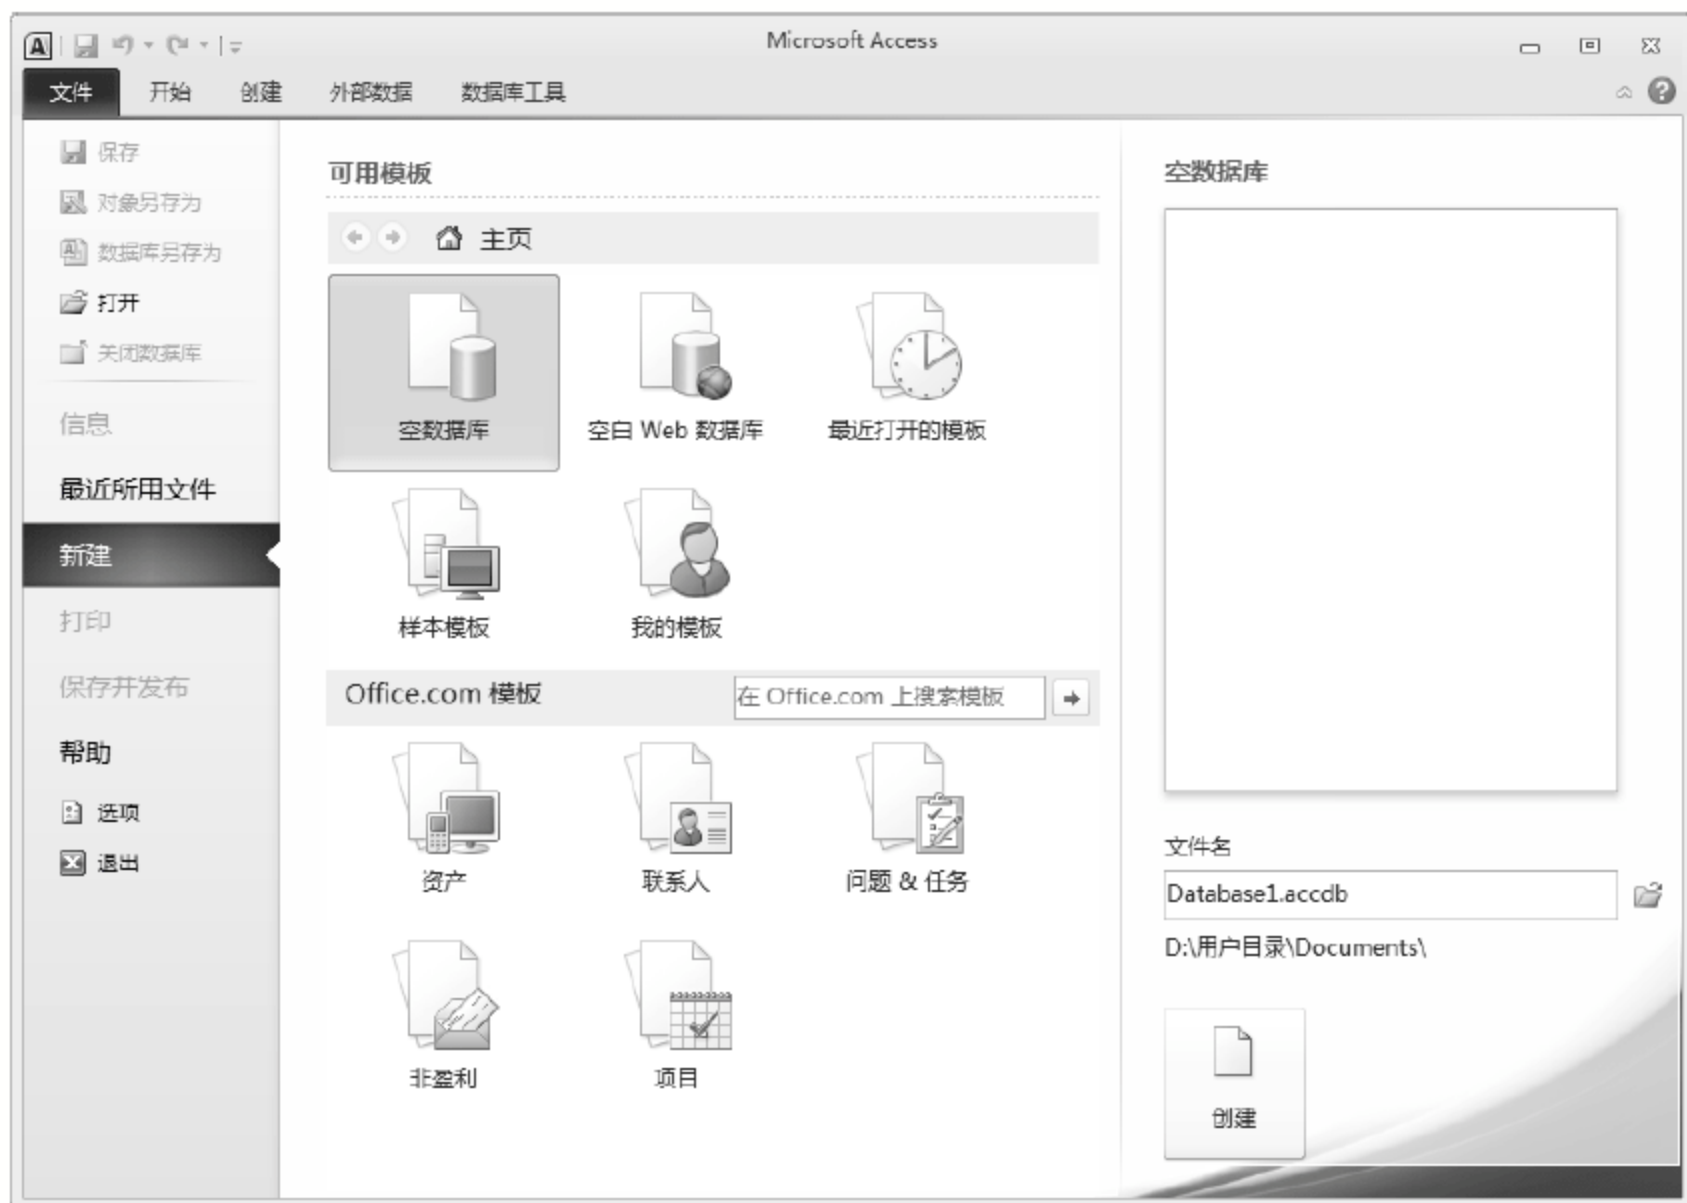 Microsoft Access
文件 开始 创建 外部数据 数据库工具
保存
对象另存为
数据库另存为
打开
关闭数据库
信息
最近所用文件
新建
打印
保存并发布
帮助
选项
退出
可用模板
主页
空数据库 空白 Web 数据库 最近打开的模板
样本模板 我的模板
Office.com 模板 在 Office.com 上搜索模板
资产 联系人 问题 & 任务
非盈利 项目
空数据库
文件名
Database1.accdb
D:\用户目录\Documents\
创建